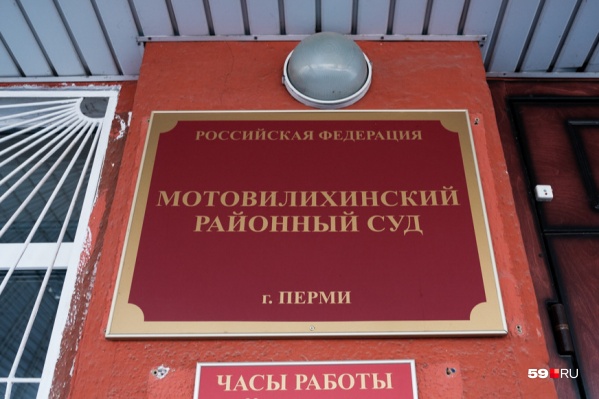 РОССИЙСКАЯ ФЕДЕРАЦИЯ
МОТОВИЛИХИНСКИЙ
РАЙОННЫЙ СУД
г. ПЕРМИ
ЧАСЫ РАБОТЫ
59.RU